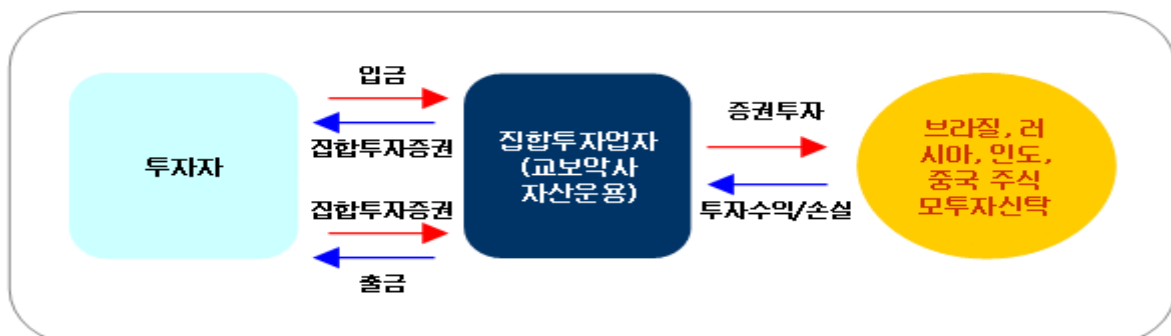 입금
집합투자증권
투자자
집합투자증권
출금
집합투자업자
(교보악사
자산운용)
증권투자
투자수익/손실
브라질, 러
시아, 인도,
중국 주식
모투자신탁